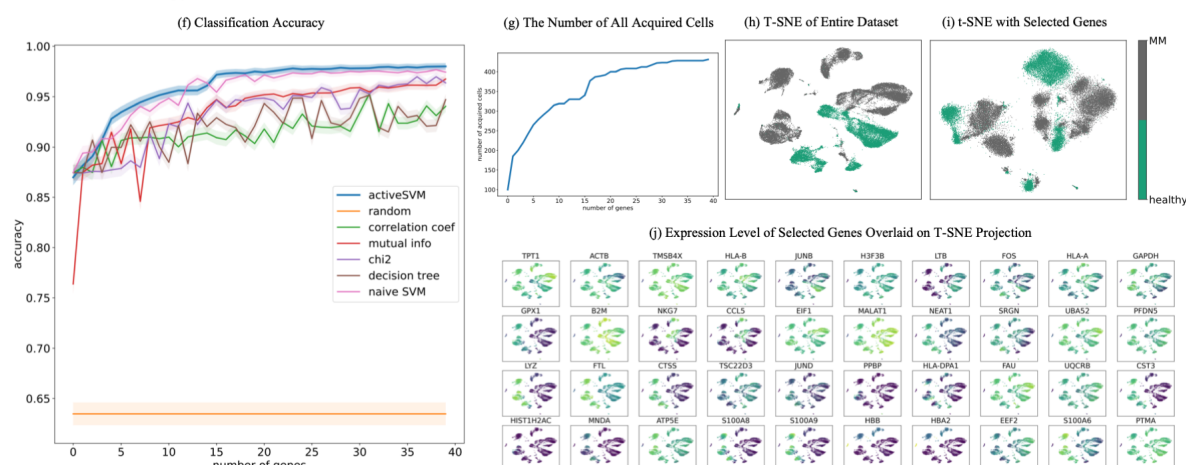 (f) Classification Accuracy
1.00
0.95
0.90
0.85
0.80
0.75
0.70
0.65
accuracy
0 5 10 15 20 25 30 35 40
number of genes
activeSVM
random
correlation coef
mutual info
chi2
decision tree
naive SVM
(g) The Number of All Acquired Cells
400
350
300
250
200
150
100
number of acquired cells
0 5 10 15 20 25 30 35 40
number of genes
(h) T-SNE of Entire Dataset
(i) t-SNE with Selected Genes
MM
healthy
(j) Expression Level of Selected Genes Overlaid on T-SNE Projection
TPT1 ACTB TMSB4X HLA-B JUNB H3F3B LTB FOS HLA-A GAPDH
GPX1 B2M NKG7 CCL5 EIF1 MALAT1 NEAT1 SRGN UBA52 PFDN5
LYZ FTL CTSS TSC22D3 JUND PPBP HLA-DPA1 FAU UQCRB CST3
HIST1H2AC MNDA ATP5E S100A8 S100A9 HBB HBA2 EEF2 S100A6 PTMA